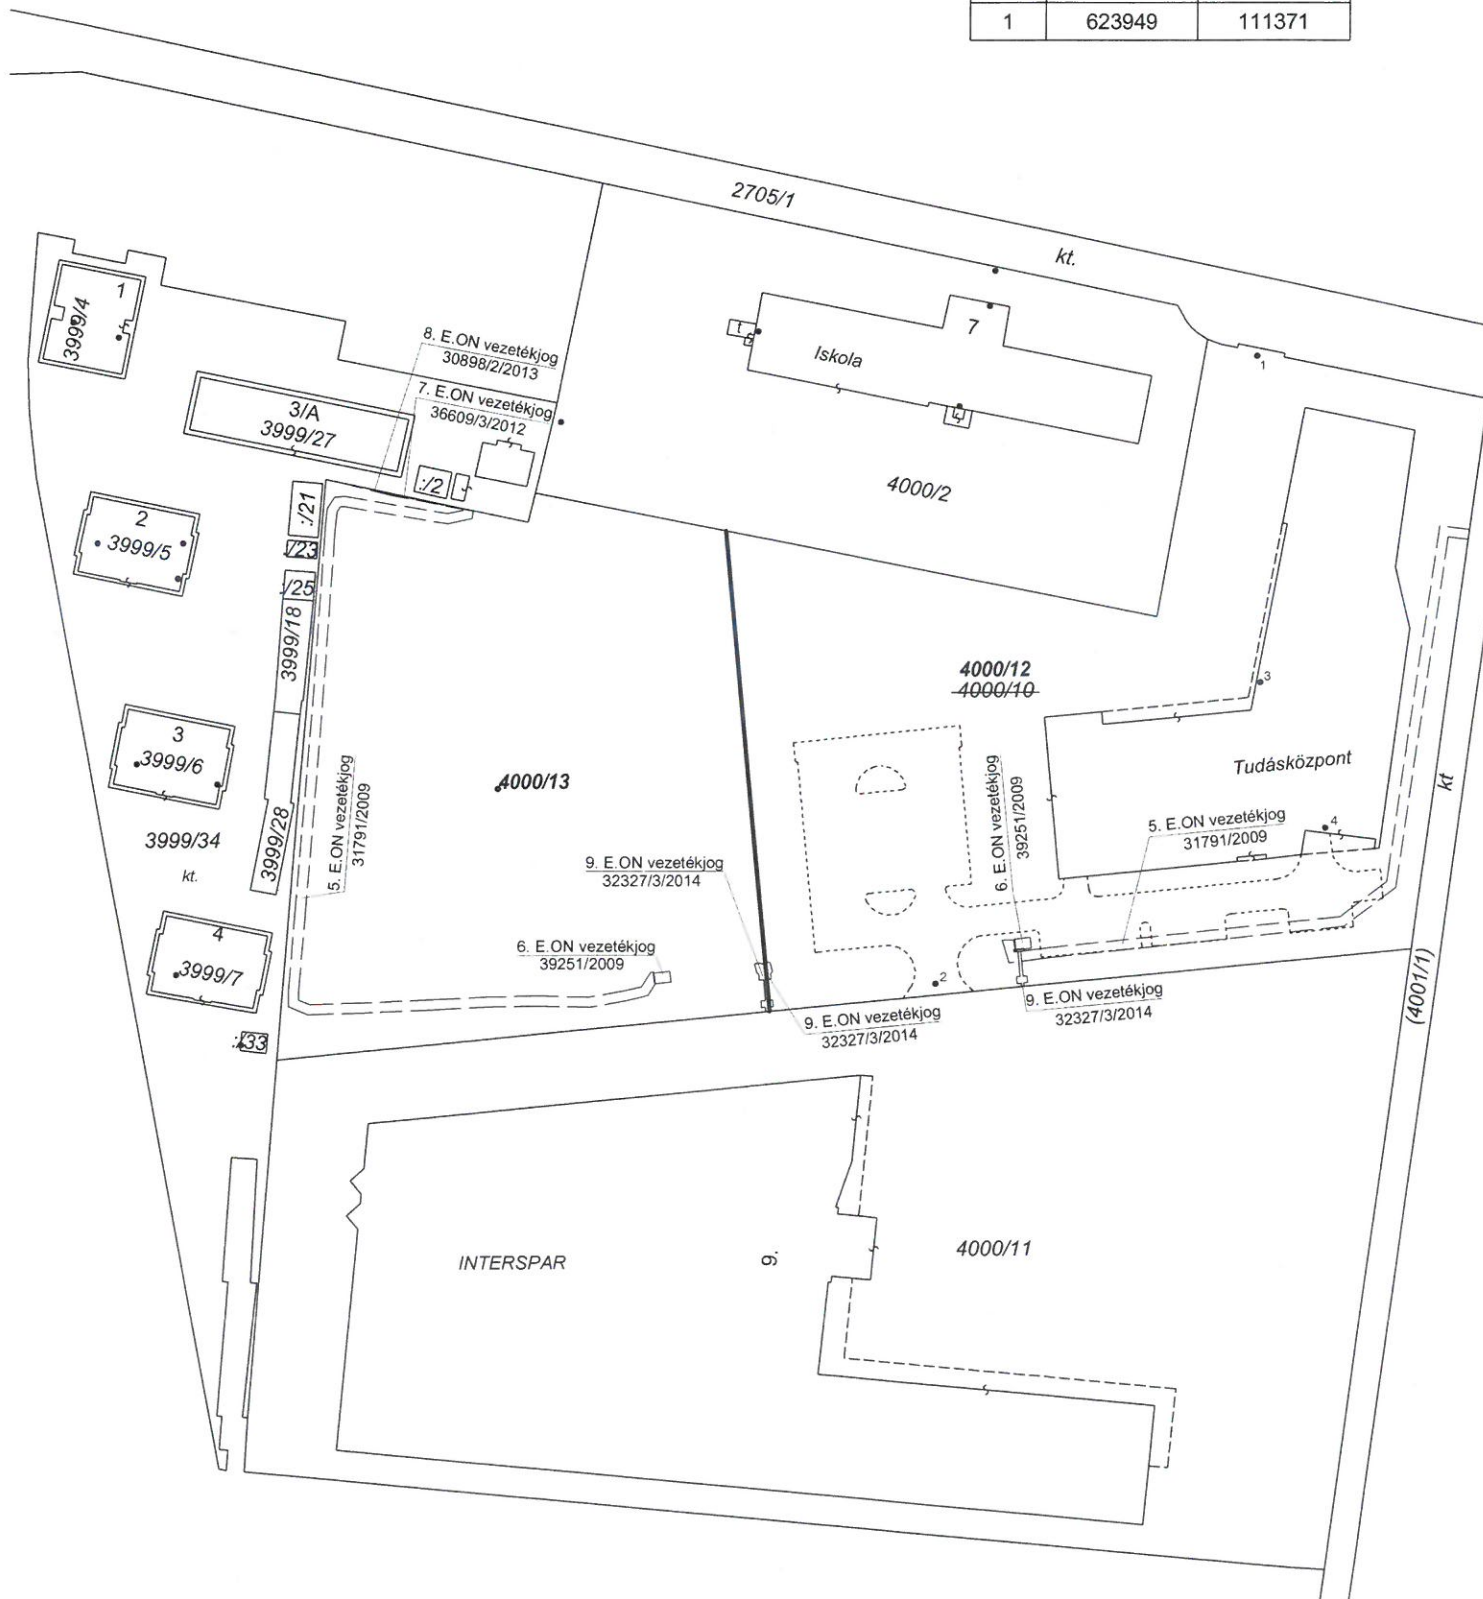 1 623949 111371
2705/1
kt.
1
3999/4
7
Iskola
t
1
8. E.ON vezetékjog
30898/2/2013
7. E.ON vezetékjog
36609/3/2012
3/A
3999/27
:/2
4000/2
:/21
2
3999/5
:/23
:/25
3999/18
4000/12
4000/10
3
3
3999/6
4000/13
Tudásközpont
kt
5. E.ON vezetékjog
31791/2009
6. E.ON vezetékjog
39251/2009
5. E.ON vezetékjog
31791/2009
4
3999/34
kt.
3999/28
9. E.ON vezetékjog
32327/3/2014
4
3999/7
6. E.ON vezetékjog
39251/2009
2
9. E.ON vezetékjog
32327/3/2014
9. E.ON vezetékjog
32327/3/2014
(4001/1)
:/33
INTERSPAR
9.
4000/11